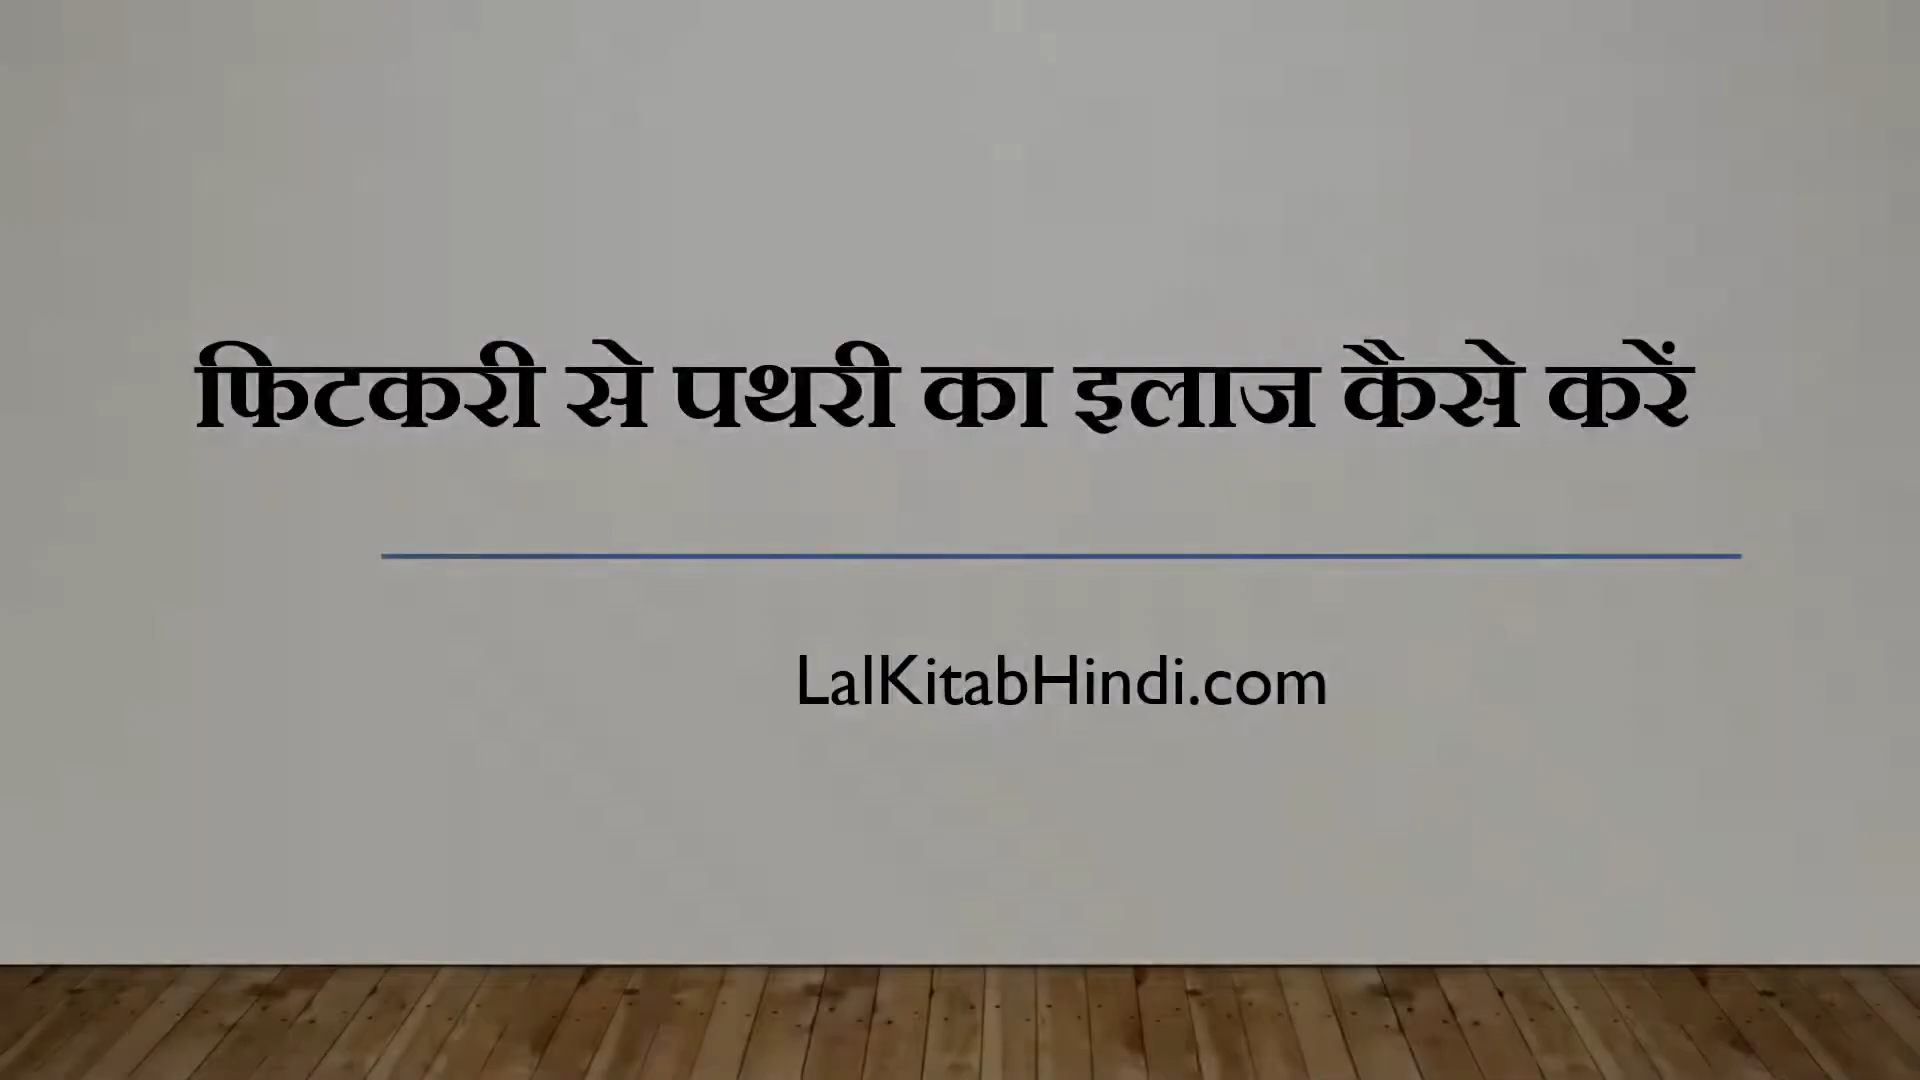 फिटकरी से पथरी का इलाज कैसे करें
LalKitabHindi.com